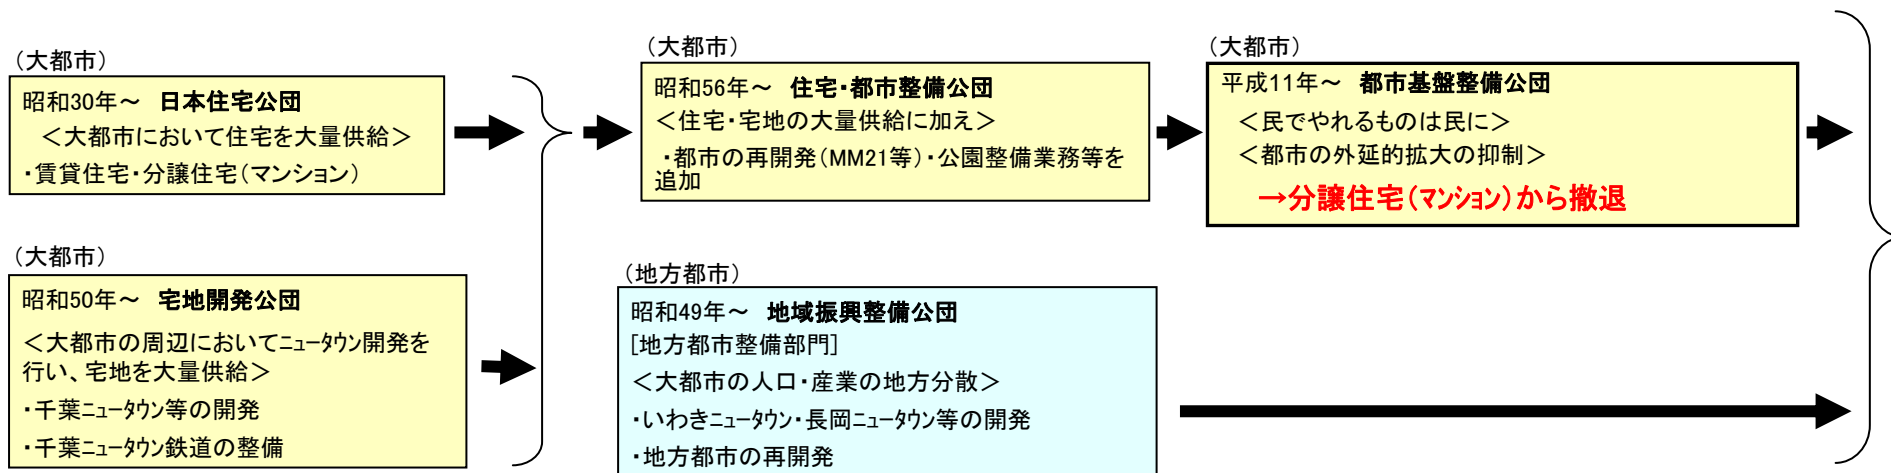 （大都市）
昭和30年～　日本住宅公団
＜大都市において住宅を大量供給＞
・賃貸住宅・分譲住宅（マンション）
（大都市）
昭和50年～　宅地開発公団
＜大都市の周辺においてﾆｭｰﾀｳﾝ開発を
行い、宅地を大量供給＞
・千葉ﾆｭｰﾀｳﾝ等の開発
・千葉ﾆｭｰﾀｳﾝ鉄道の整備
（大都市）
昭和56年～　住宅・都市整備公団
＜住宅・宅地の大量供給に加え＞
・都市の再開発（MM21等）・公園整備業務等を
追加
（地方都市）
昭和49年～　地域振興整備公団
[地方都市整備部門]
＜大都市の人口・産業の地方分散＞
・いわきﾆｭｰﾀｳﾝ・長岡ﾆｭｰﾀｳﾝ等の開発
・地方都市の再開発
（大都市）
平成11年～　都市基盤整備公団
＜民でやれるものは民に＞
＜都市の外延的拡大の抑制＞
→分譲住宅（ﾏﾝｼｮﾝ）から撤退